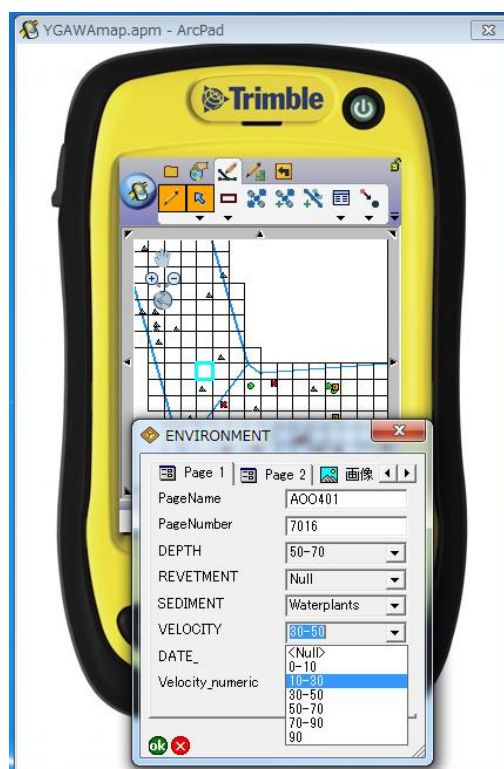 YGAWAmap.apm - ArcPad
Trimble
ENVIRONMENT
Page 1
Page 2
画像
PageName
AOO401
PageNumber
7016
DEPTH
50-70
REVETMENT
Null
SEDIMENT
Waterplants
VELOCITY
30-50
DATE_
<Null>
0-10
Velocity_numeric
10-30
30-50
50-70
70-90
90
ok